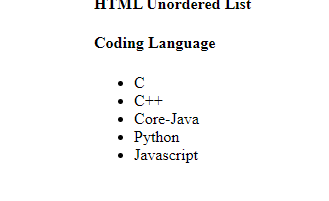 HTML Unordered List
Coding Language
C
C++
Core-Java
Python
Javascript